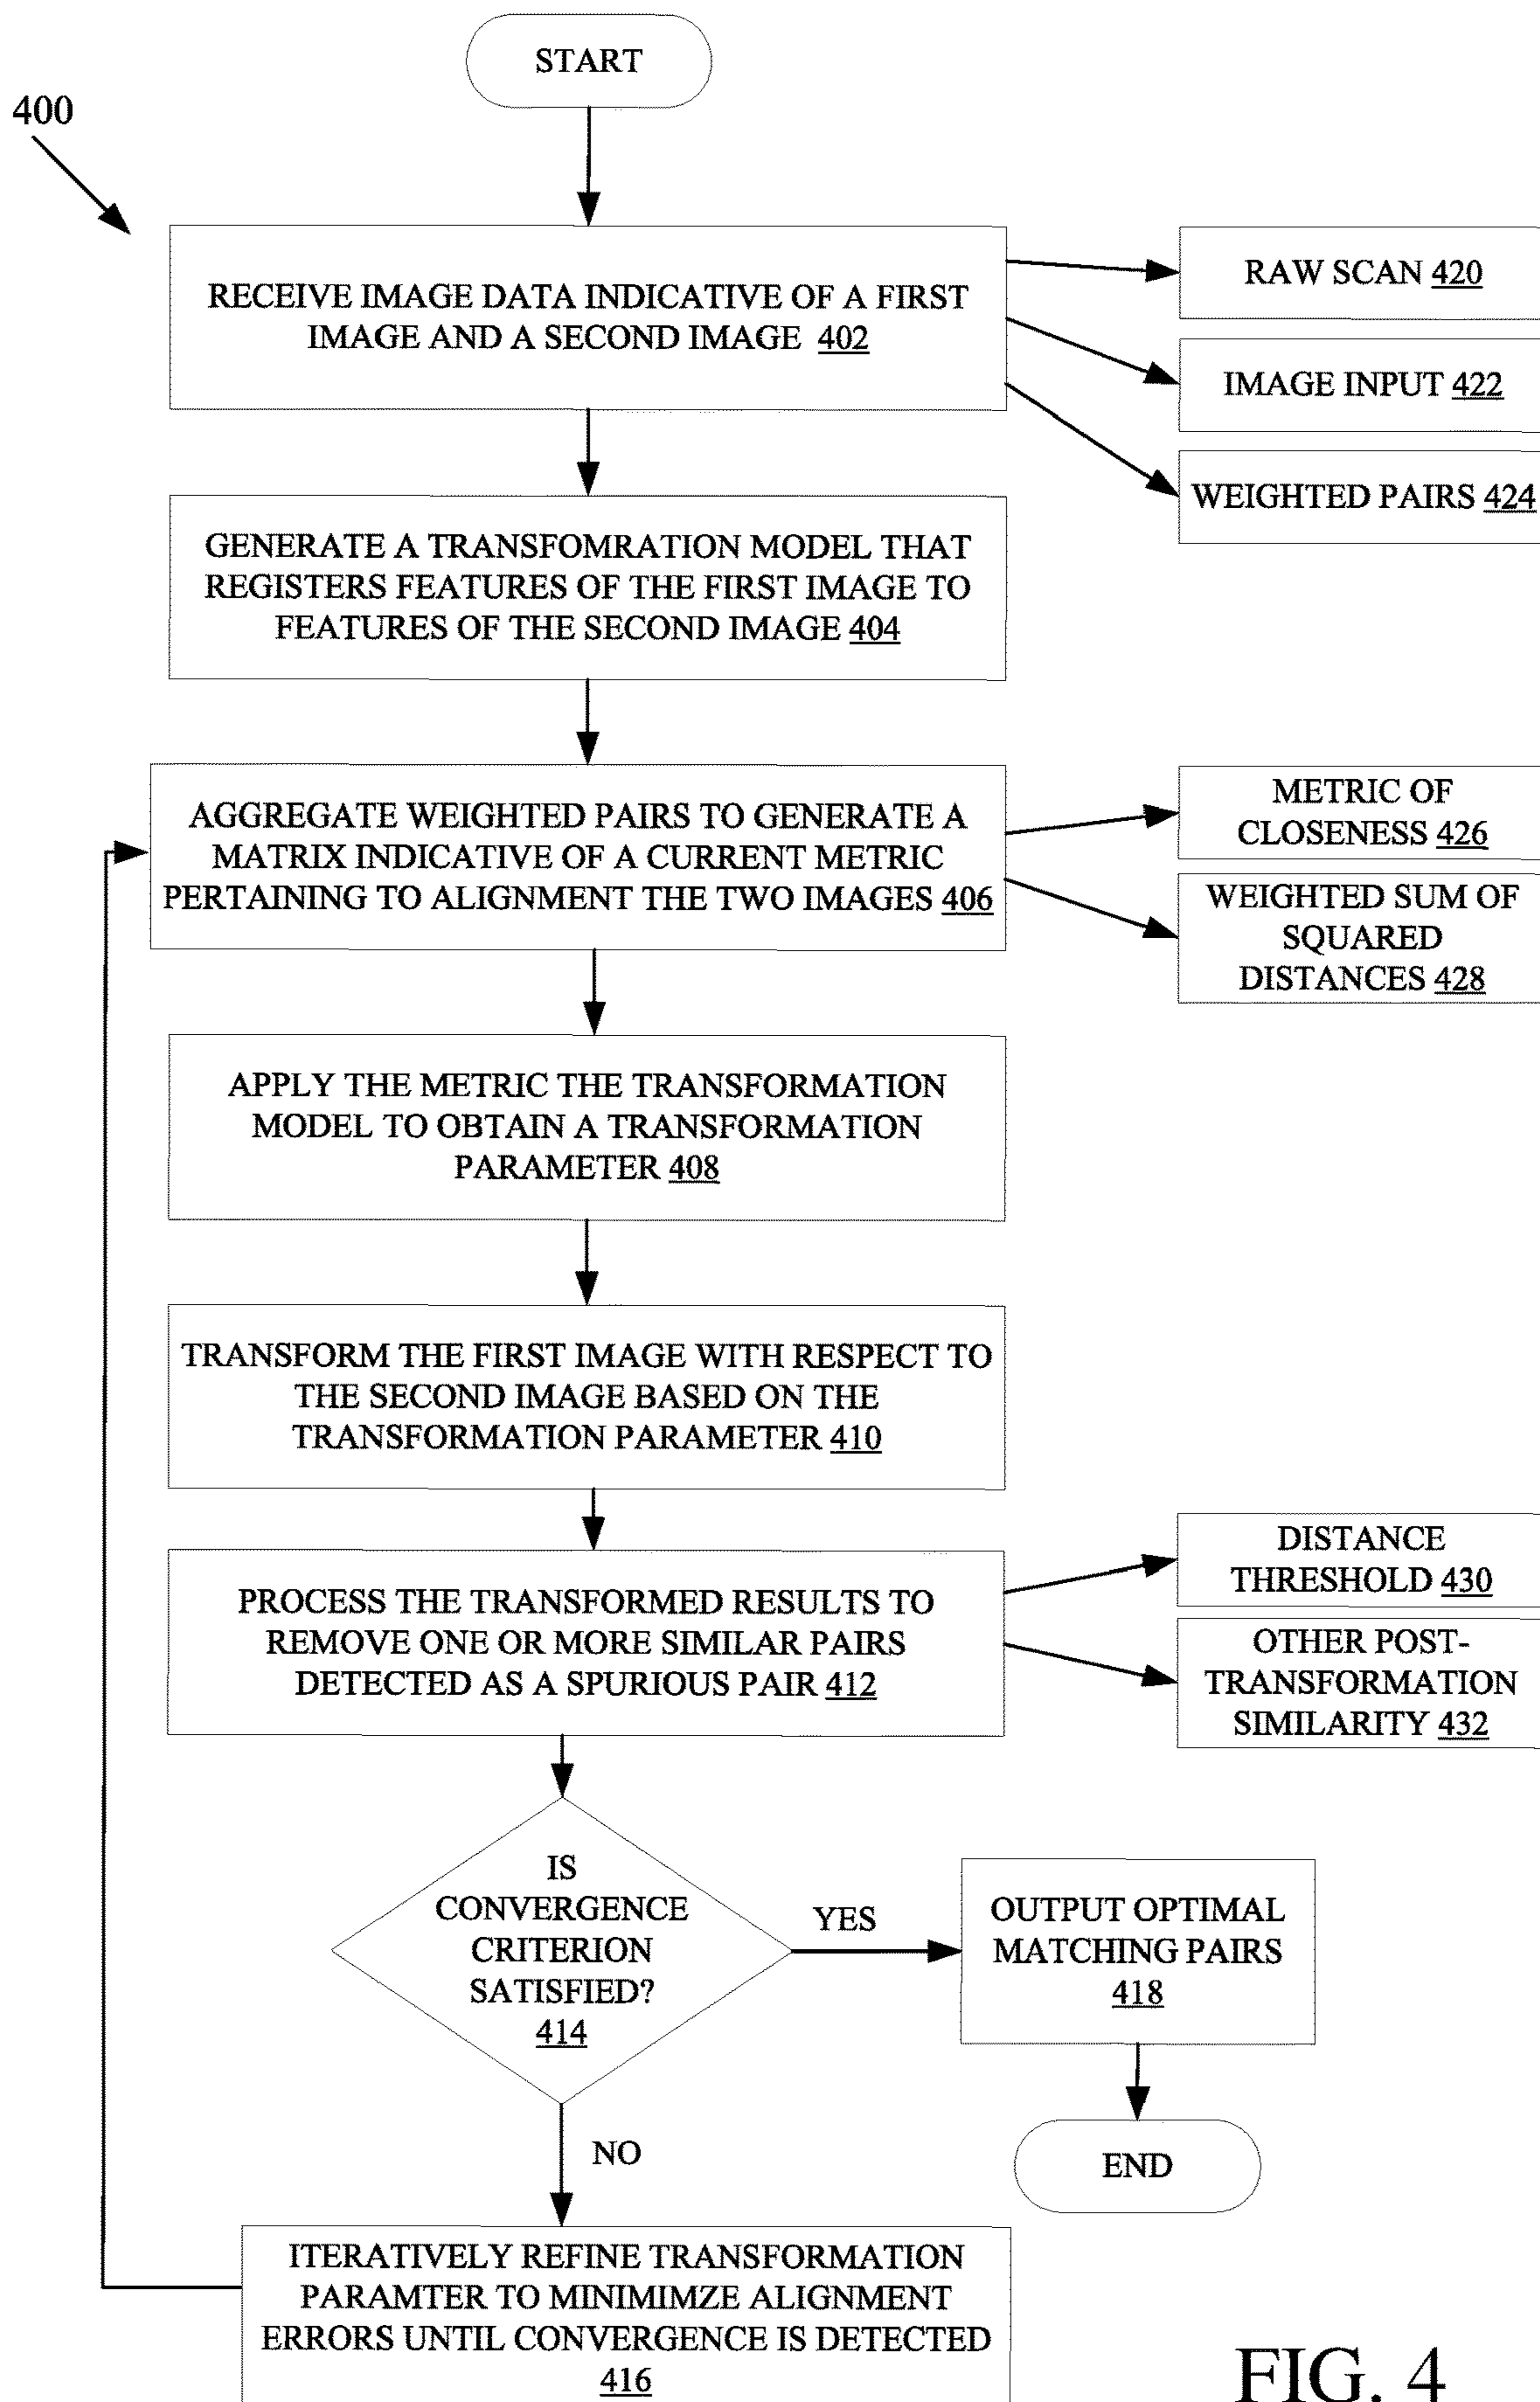 START
400
RECEIVE IMAGE DATA INDICATIVE OF A FIRST
IMAGE AND A SECOND IMAGE 402
RAW SCAN 420
IMAGE INPUT 422
WEIGHTED PAIRS 424
GENERATE A TRANSFOMRATION MODEL THAT
REGISTERS FEATURES OF THE FIRST IMAGE TO
FEATURES OF THE SECOND IMAGE 404
AGGREGATE WEIGHTED PAIRS TO GENERATE A
MATRIX INDICATIVE OF A CURRENT METRIC
PERTAINING TO ALIGNMENT THE TWO IMAGES 406
METRIC OF
CLOSENESS 426
WEIGHTED SUM OF
SQUARED
DISTANCES 428
APPLY THE METRIC THE TRANSFORMATION
MODEL TO OBTAIN A TRANSFORMATION
PARAMETER 408
TRANSFORM THE FIRST IMAGE WITH RESPECT TO
THE SECOND IMAGE BASED ON THE
TRANSFORMATION PARAMETER 410
PROCESS THE TRANSFORMED RESULTS TO
REMOVE ONE OR MORE SIMILAR PAIRS
DETECTED AS A SPURIOUS PAIR 412
DISTANCE
THRESHOLD 430
OTHER POST-
TRANSFORMATION
SIMILARITY 432
IS
CONVERGENCE
CRITERION
SATISFIED?
414
YES
OUTPUT OPTIMAL
MATCHING PAIRS
418
END
NO
ITERATIVELY REFINE TRANSFORMATION
PARAMTER TO MINIMIMZE ALIGNMENT
ERRORS UNTIL CONVERGENCE IS DETECTED
416
FIG. 4